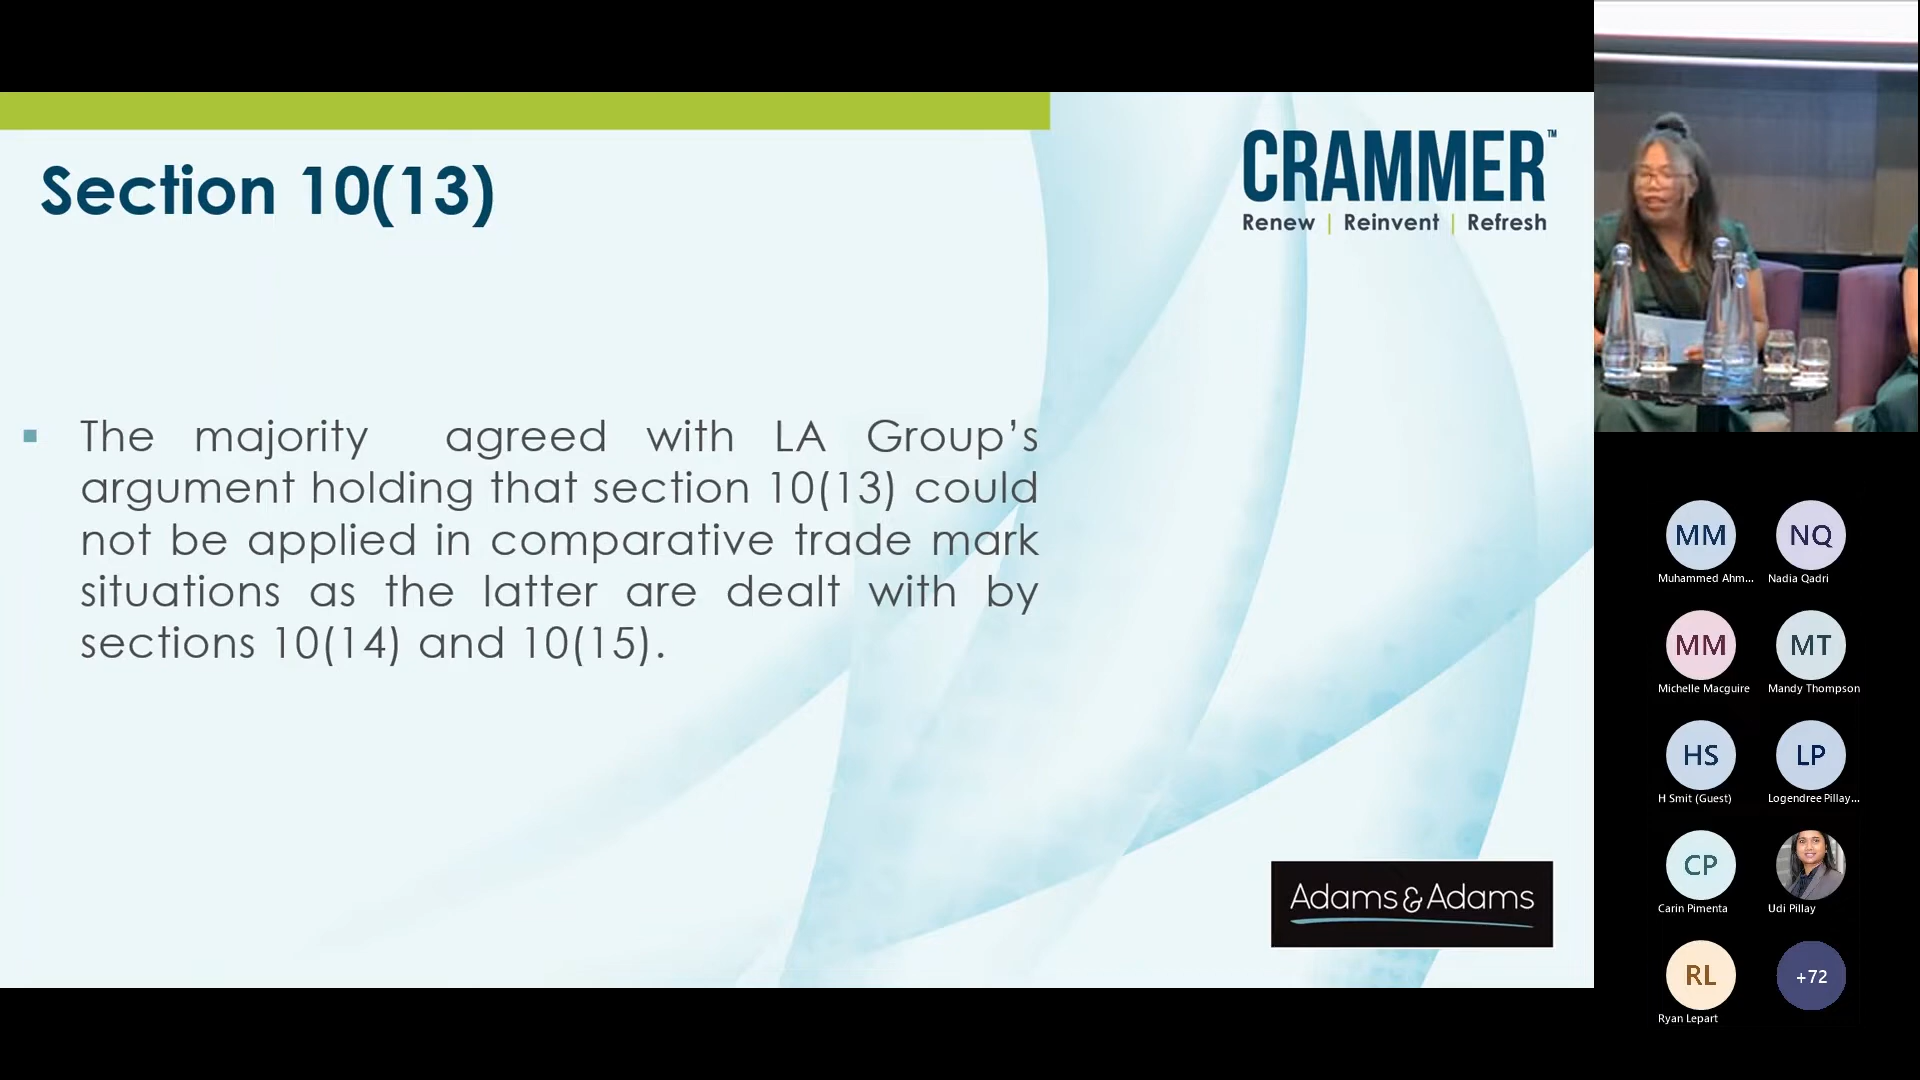 Section 10(13)
CRAMMER™
Renew | Reinvent | Refresh
▪ The majority agreed with LA Group’s
argument holding that section 10(13) could
not be applied in comparative trade mark
situations as the latter are dealt with by
sections 10(14) and 10(15).
Adams & Adams
MM
Muhammed Ahm...
NQ
Nadia Qadri
MM
Michelle Macguire
MT
Mandy Thompson
HS
H Smit (Guest)
LP
Logendree Pillay...
CP
Carin Pimenta
Udi Pillay
RL
Ryan Lepart
+72